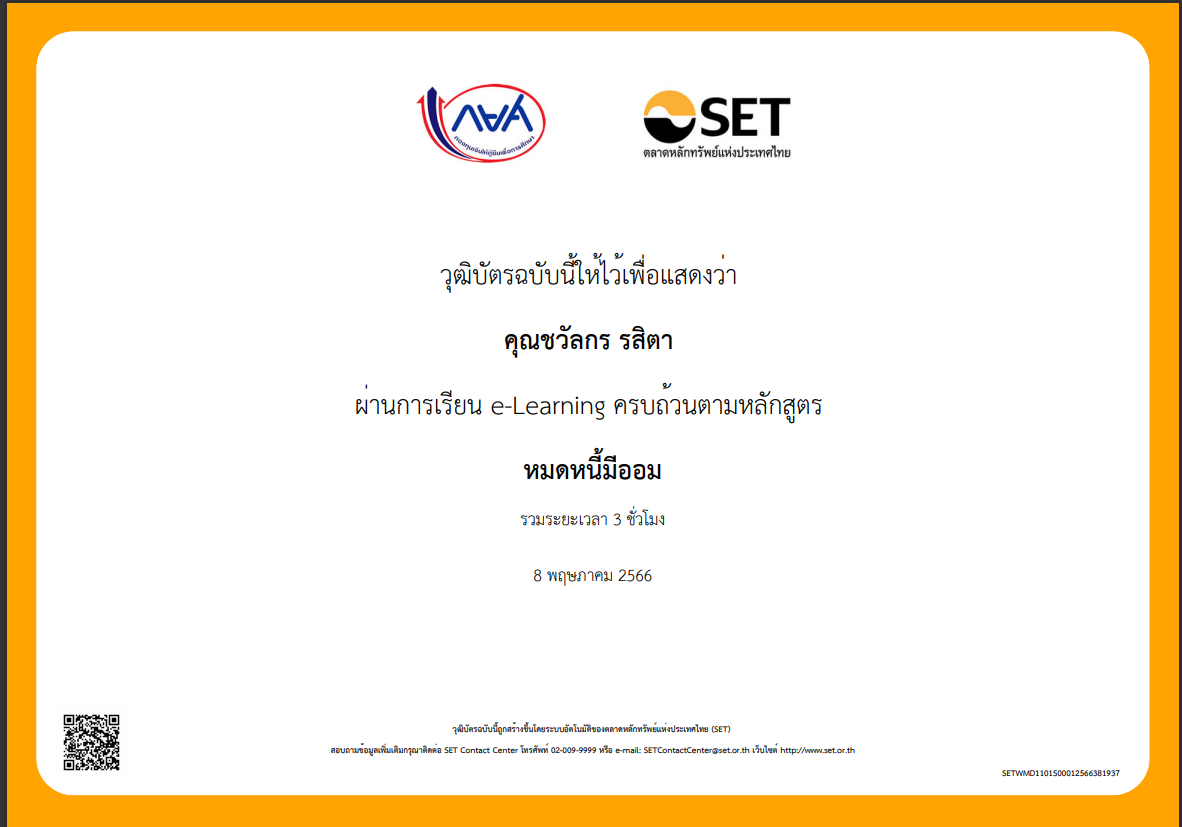 กยศ
กองทุนเงินให้กู้ยืมเพื่อการศึกษา
SET
ตลาดหลักทรัพย์แห่งประเทศไทย
วุฒิบัตรฉบับนี้ให้ไว้เพื่อแสดงว่า
คุณชวัลกร รสิตา
ผ่านการเรียน e-Learning ครบถ้วนตามหลักสูตร
หมดหนี้มีออม
รวมระยะเวลา 3 ชั่วโมง
8 พฤษภาคม 2566
วุฒิบัตรฉบับนี้ถูกสร้างขึ้นโดยระบบอัตโนมัติของตลาดหลักทรัพย์แห่งประเทศไทย (SET)
สอบถามข้อมูลเพิ่มเติมกรุณาติดต่อ SET Contact Center โทรศัพท์ 02-009-9999 หรือ e-mail: SETContactCenter@set.or.th เว็บไซต์ http://www.set.or.th
SETWMD1101S00012566381937